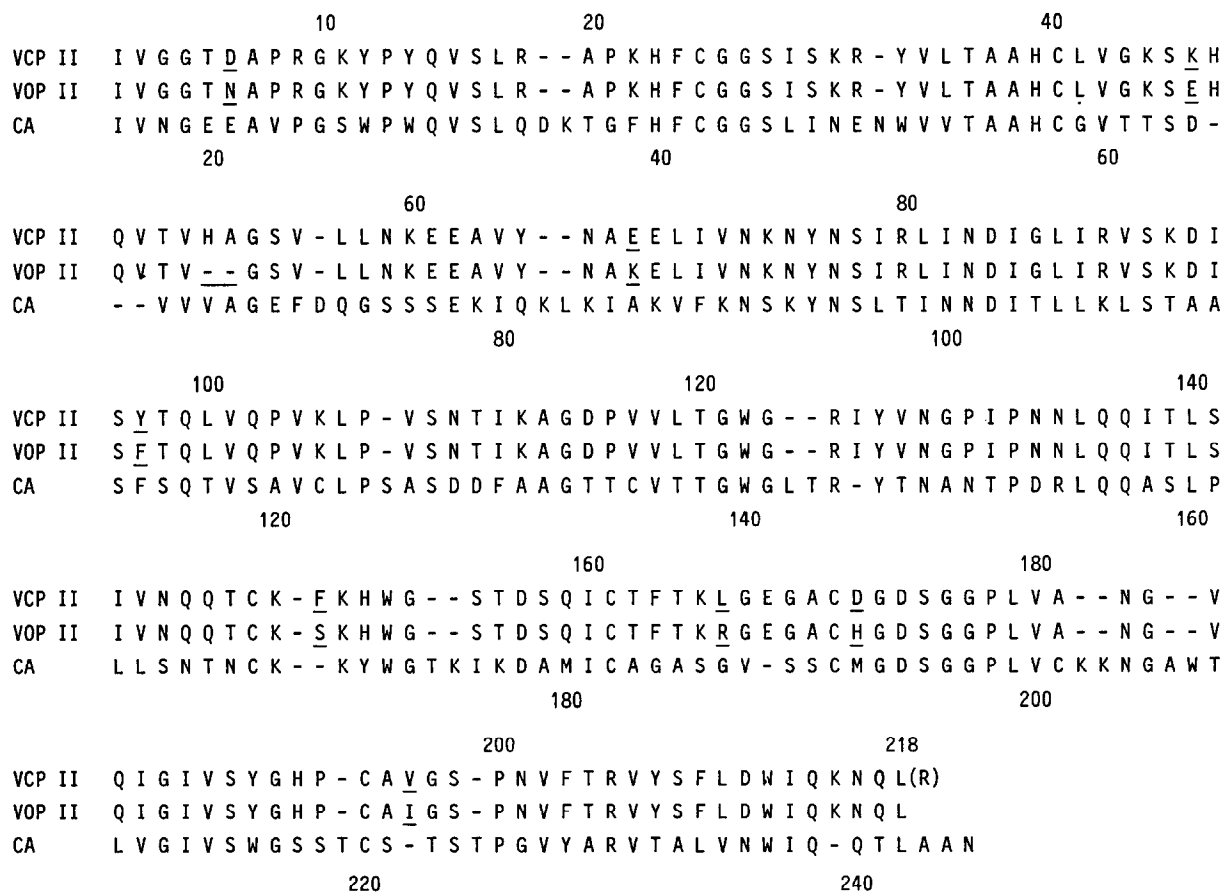 10 20 40
VCP II I V G G T D A P R G K Y P Y Q V S L R - - A P K H F C G G S I S K R - Y V L T A A H C L V G K S K H
VOP II I V G G T N A P R G K Y P Y Q V S L R - - A P K H F C G G S I S K R - Y V L T A A H C L V G K S E H
CA I V N G E E A V P G S W P W Q V S L Q D K T G F H F C G G S L I N E N W V V T A A H C G V T T S D -
20 40 60
60 80
VCP II Q V T V H A G S V - L L N K E E A V Y - - N A E E L I V N K N Y N S I R L I N D I G L I R V S K D I
VOP II Q V T V - - G S V - L L N K E E A V Y - - N A K E L I V N K N Y N S I R L I N D I G L I R V S K D I
CA - - V V V A G E F D Q G S S S E K I Q K L K I A K V F K N S K Y N S L T I N N D I T L L K L S T A A
80 100
100 120 140
VCP II S Y T Q L V Q P V K L P - V S N T I K A G D P V V L T G W G - - R I Y V N G P I P N N L Q Q I T L S
VOP II S F T Q L V Q P V K L P - V S N T I K A G D P V V L T G W G - - R I Y V N G P I P N N L Q Q I T L S
CA S F S Q T V S A V C L P S A S D D F A A G T T C V T T G W G L T R - Y T N A N T P D R L Q Q A S L P
120 140 160
160 180
VCP II I V N Q Q T C K - F K H W G - - S T D S Q I C T F T K L G E G A C D G D S G G P L V A - - N G - - V
VOP II I V N Q Q T C K - S K H W G - - S T D S Q I C T F T K R G E G A C H G D S G G P L V A - - N G - - V
CA L L S N T N C K - - K Y W G T K I K D A M I C A G A S G V - S S C M G D S G G P L V C K K N G A W T
180 200
200 218
VCP II Q I G I V S Y G H P - C A V G S - P N V F T R V Y S F L D W I Q K N Q L(R)
VOP II Q I G I V S Y G H P - C A I G S - P N V F T R V Y S F L D W I Q K N Q L
CA L V G I V S W G S S T C S - T S T P G V Y A R V T A L V N W I Q - Q T L A A N
220 240